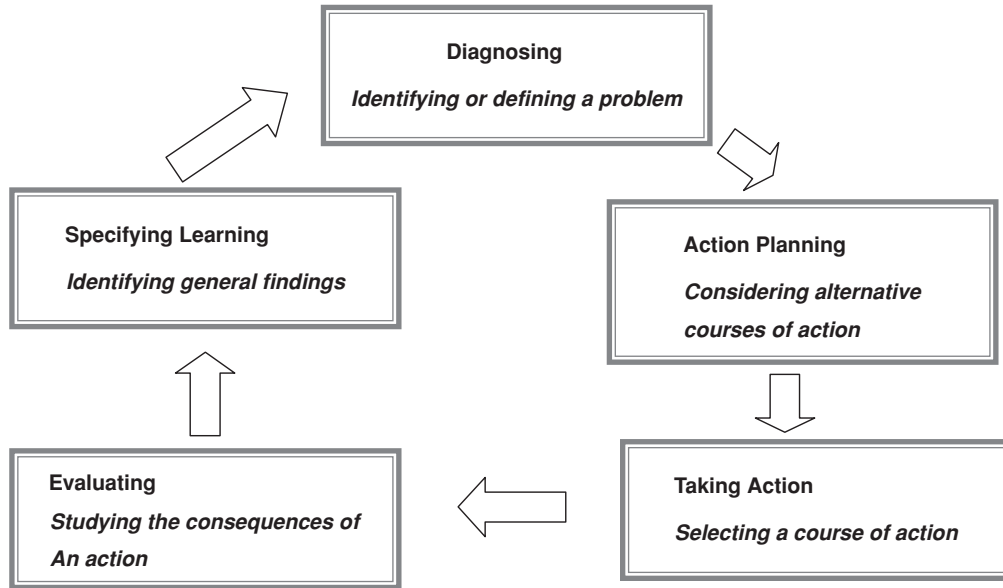 Diagnosing
Identifying or defining a problem
Action Planning
Considering alternative
courses of action
Taking Action
Selecting a course of action
Evaluating
Studying the consequences of
An action
Specifying Learning
Identifying general findings